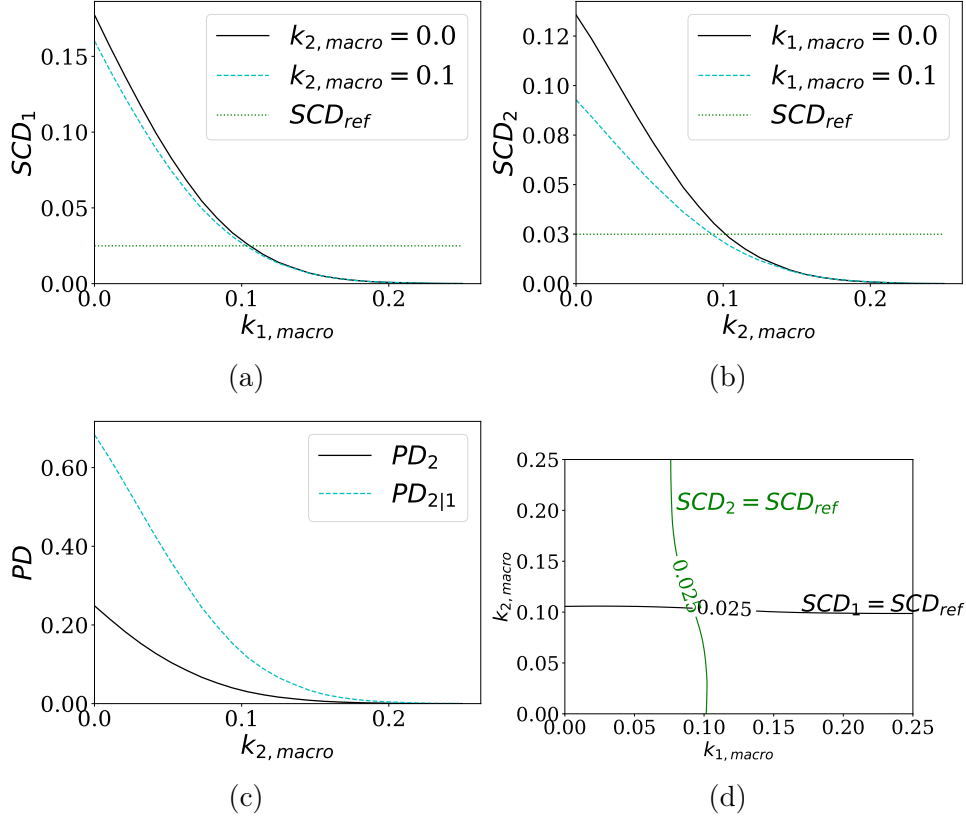 0.15
0.10
0.05
0.00
SCD₁
0.0
0.1
0.2
k₁,macro
k₂,macro = 0.0
k₂,macro = 0.1
SCD_ref
(a)
0.12
0.10
0.08
0.05
0.03
0.00
SCD₂
0.0
0.1
0.2
k₂,macro
k₁,macro = 0.0
k₁,macro = 0.1
SCD_ref
(b)
0.60
0.40
0.20
0.00
PD
0.0
0.1
0.2
k₂,macro
PD₂
PD₂|₁
(c)
0.25
0.20
0.15
0.10
0.05
0.00
k₂,macro
0.00
0.05
0.10
0.15
0.20
0.25
k₁,macro
SCD₂ = SCD_ref
0.025
0.025
SCD₁ = SCD_ref
(d)